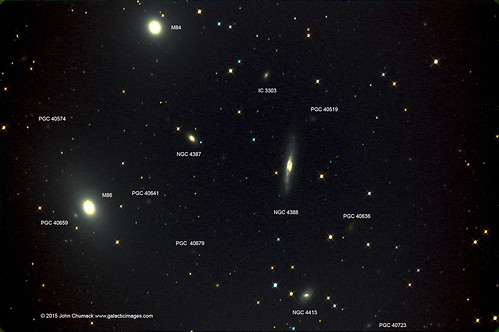 M84
IC 3303
PGC 40519
PGC 40574
NGC 4387
PGC 40641
M86
NGC 4388
PGC 40659
PGC 40636
PGC 40679
NGC 4413
© 2015 John Chumack www.galacticimages.com
PGC 40723